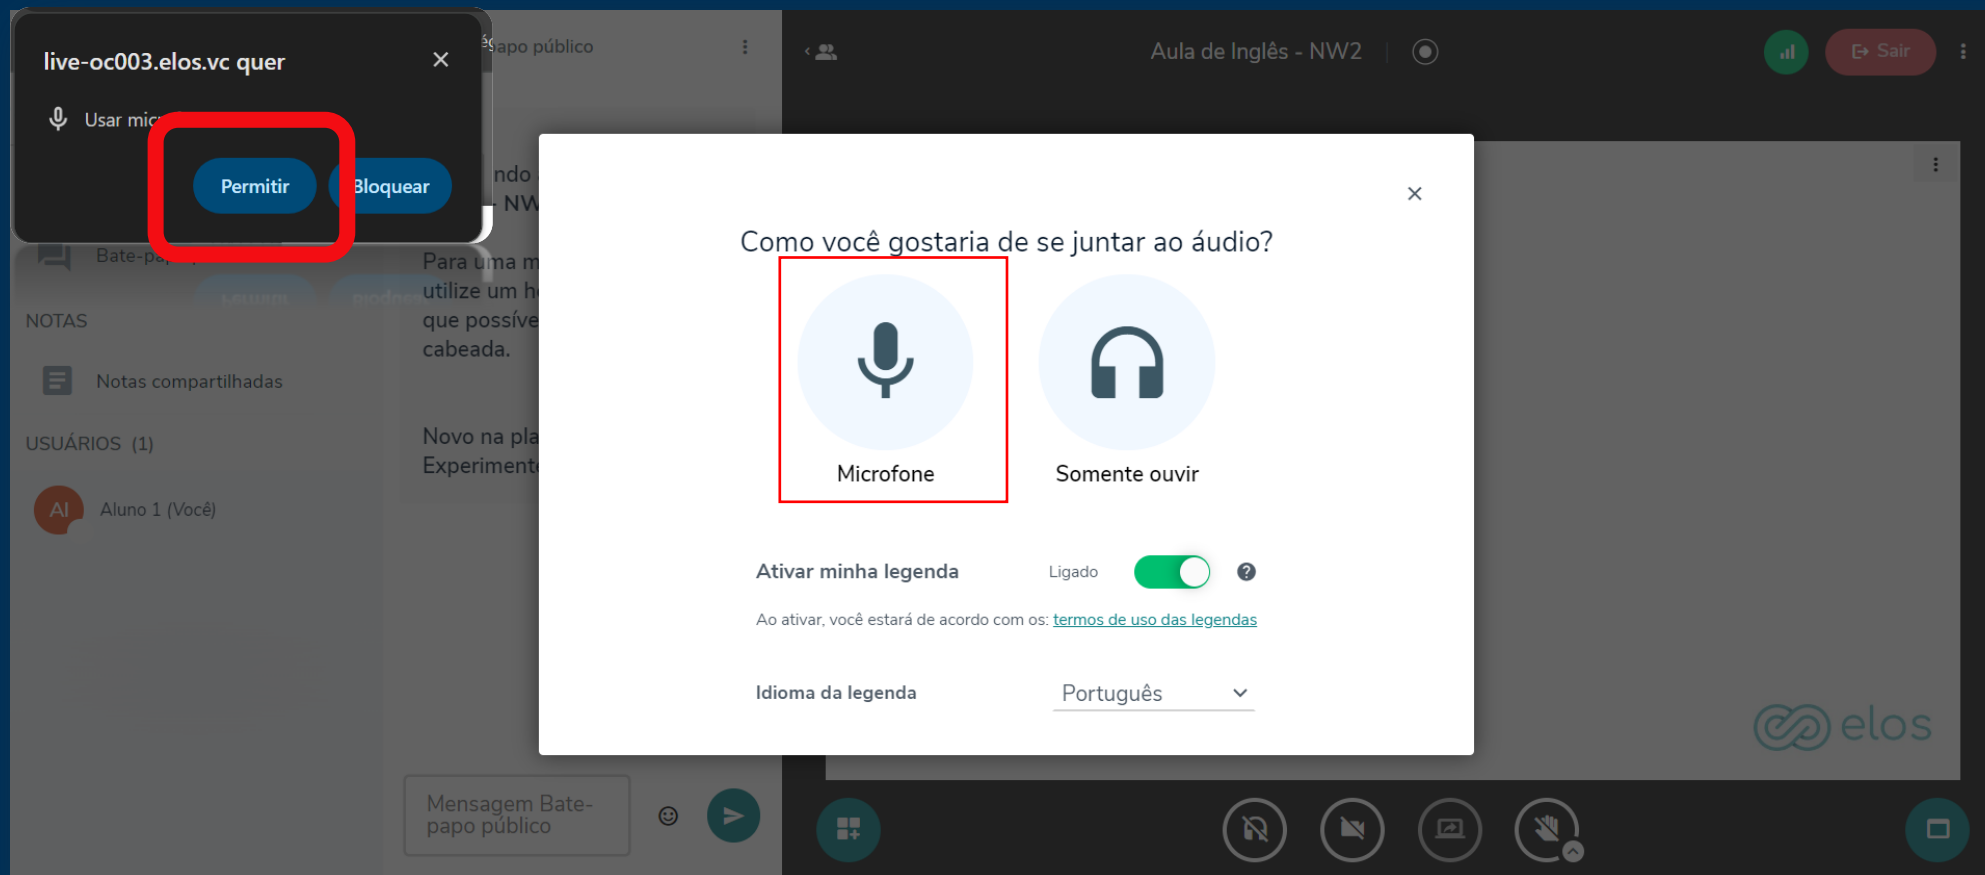 live-oc003.elos.vc quer
Usar
Permitir
Bloquear
papo público
Aula de Inglês - NW2
Sair
ndo
- NW
Para uma m
utilize um h
que possíve
cabeada.
Bate-pa
NOTAS
Notas compartilhadas
USUÁRIOS (1)
Novo na pla
Experiment
Al
Aluno 1 (Você)
Como você gostaria de se juntar ao áudio?
Microfone
Somente ouvir
Ativar minha legenda
Ligado
Ao ativar, você estará de acordo com os: termos de uso das legendas
Idioma da legenda
Português
elos
Mensagem Bate-
papo público